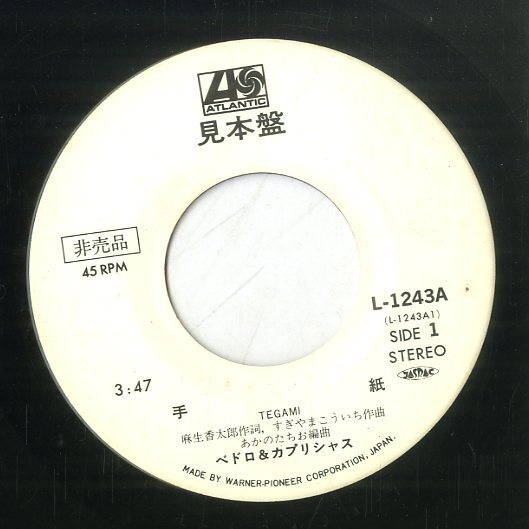 ATLANTIC
見本盤
非売品
45 RPM
L-1243A
(L-1243A1)
SIDE 1
STEREO
JASRAC
3:47
手 TEGAMI 紙
麻生香太郎作詞, すぎやまこういち作曲
あかのたちお編曲
ペドロ&カプリシャス
MADE BY WARNER-PIONEER CORPORATION, JAPAN.